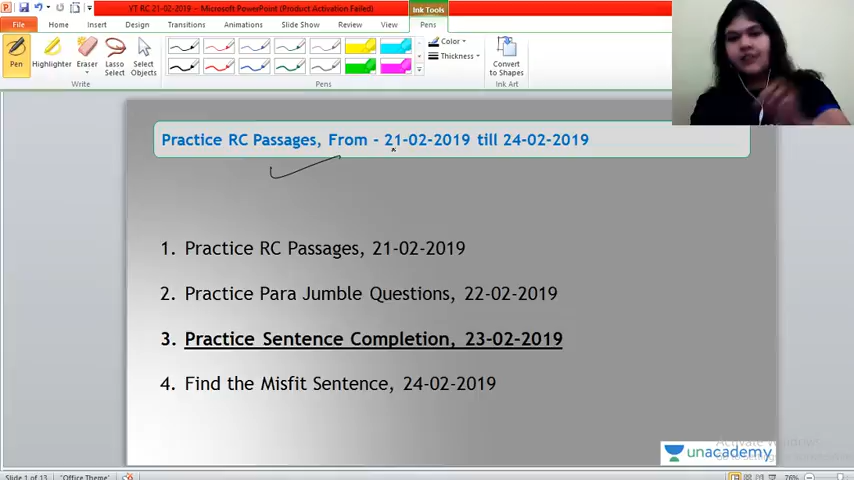 YT RC 21-02-2019 - Microsoft PowerPoint (Product Activation Failed)
Ink Tools
File Home Insert Design Transitions Animations Slide Show Review View Pens
Pen Highlighter Eraser Lasso Select Select Objects
Color
Thickness
Convert to Shapes
Write Pens Ink Art
Practice RC Passages, From - 21-02-2019 till 24-02-2019
1. Practice RC Passages, 21-02-2019
2. Practice Para Jumble Questions, 22-02-2019
3. Practice Sentence Completion, 23-02-2019
4. Find the Misfit Sentence, 24-02-2019
Activate Windows
unacademy
Slide 1 of 13 "Office Theme" 76%